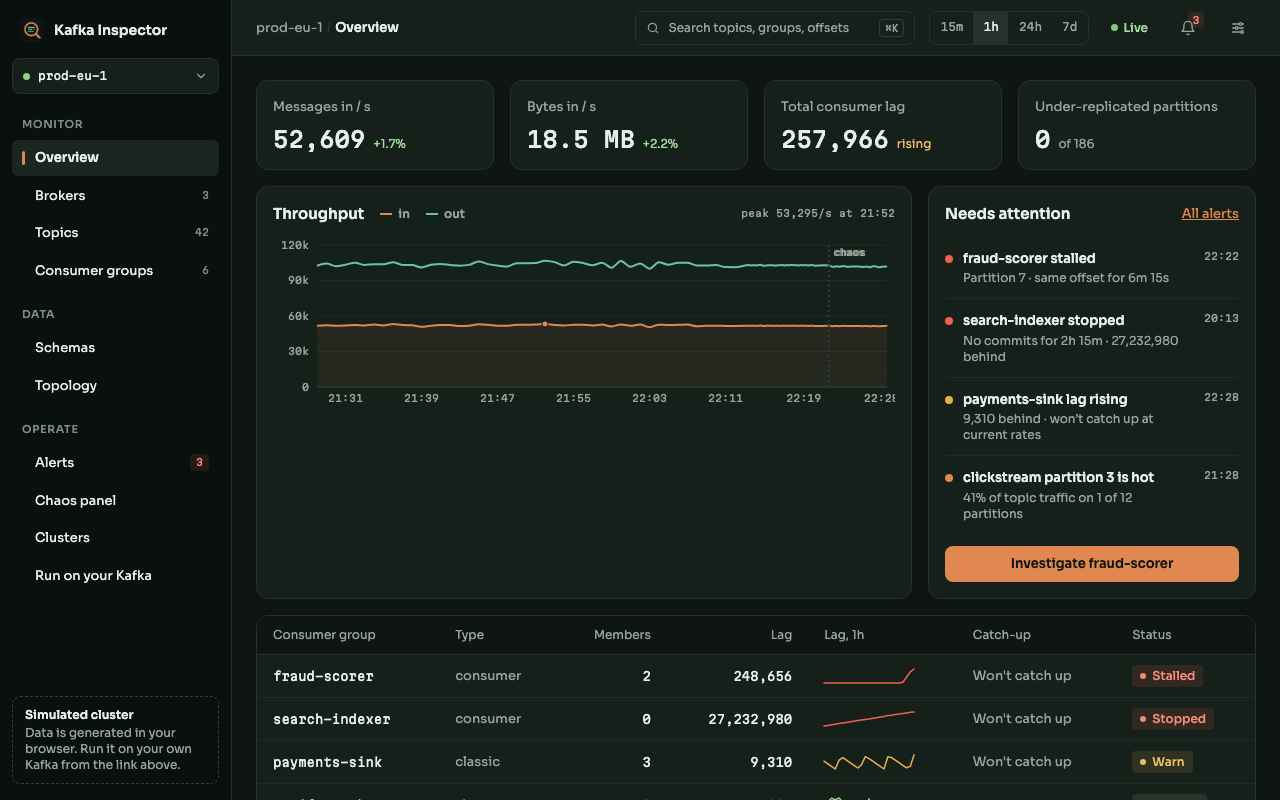 Kafka Inspector
prod-eu-1
MONITOR
Overview
Brokers 3
Topics 42
Consumer groups 6
DATA
Schemas
Topology
OPERATE
Alerts 3
Chaos panel
Clusters
Run on your Kafka
Simulated cluster
Data is generated in your
browser. Run it on your own
Kafka from the link above.
prod-eu-1 / Overview
Search topics, groups, offsets ⌘K
15m 1h 24h 7d
Live
3
Messages in / s
52,609 +1.7%
Bytes in / s
18.5 MB +2.2%
Total consumer lag
257,966 rising
Under-replicated partitions
0 of 186
Throughput in out peak 53,295/s at 21:52
120k
90k
60k
30k
0
chaos
21:31 21:39 21:47 21:55 22:03 22:11 22:19 22:28
Needs attention All alerts
fraud-scorer stalled 22:22
Partition 7 · same offset for 6m 15s
search-indexer stopped 20:13
No commits for 2h 15m · 27,232,980
behind
payments-sink lag rising 22:28
9,310 behind · won't catch up at
current rates
clickstream partition 3 is hot 21:28
41% of topic traffic on 1 of 12
partitions
Investigate fraud-scorer
Consumer group Type Members Lag Lag, 1h Catch-up Status
fraud-scorer consumer 2 248,656 Won't catch up Stalled
search-indexer consumer 0 27,232,980 Won't catch up Stopped
payments-sink classic 3 9,310 Won't catch up Warn